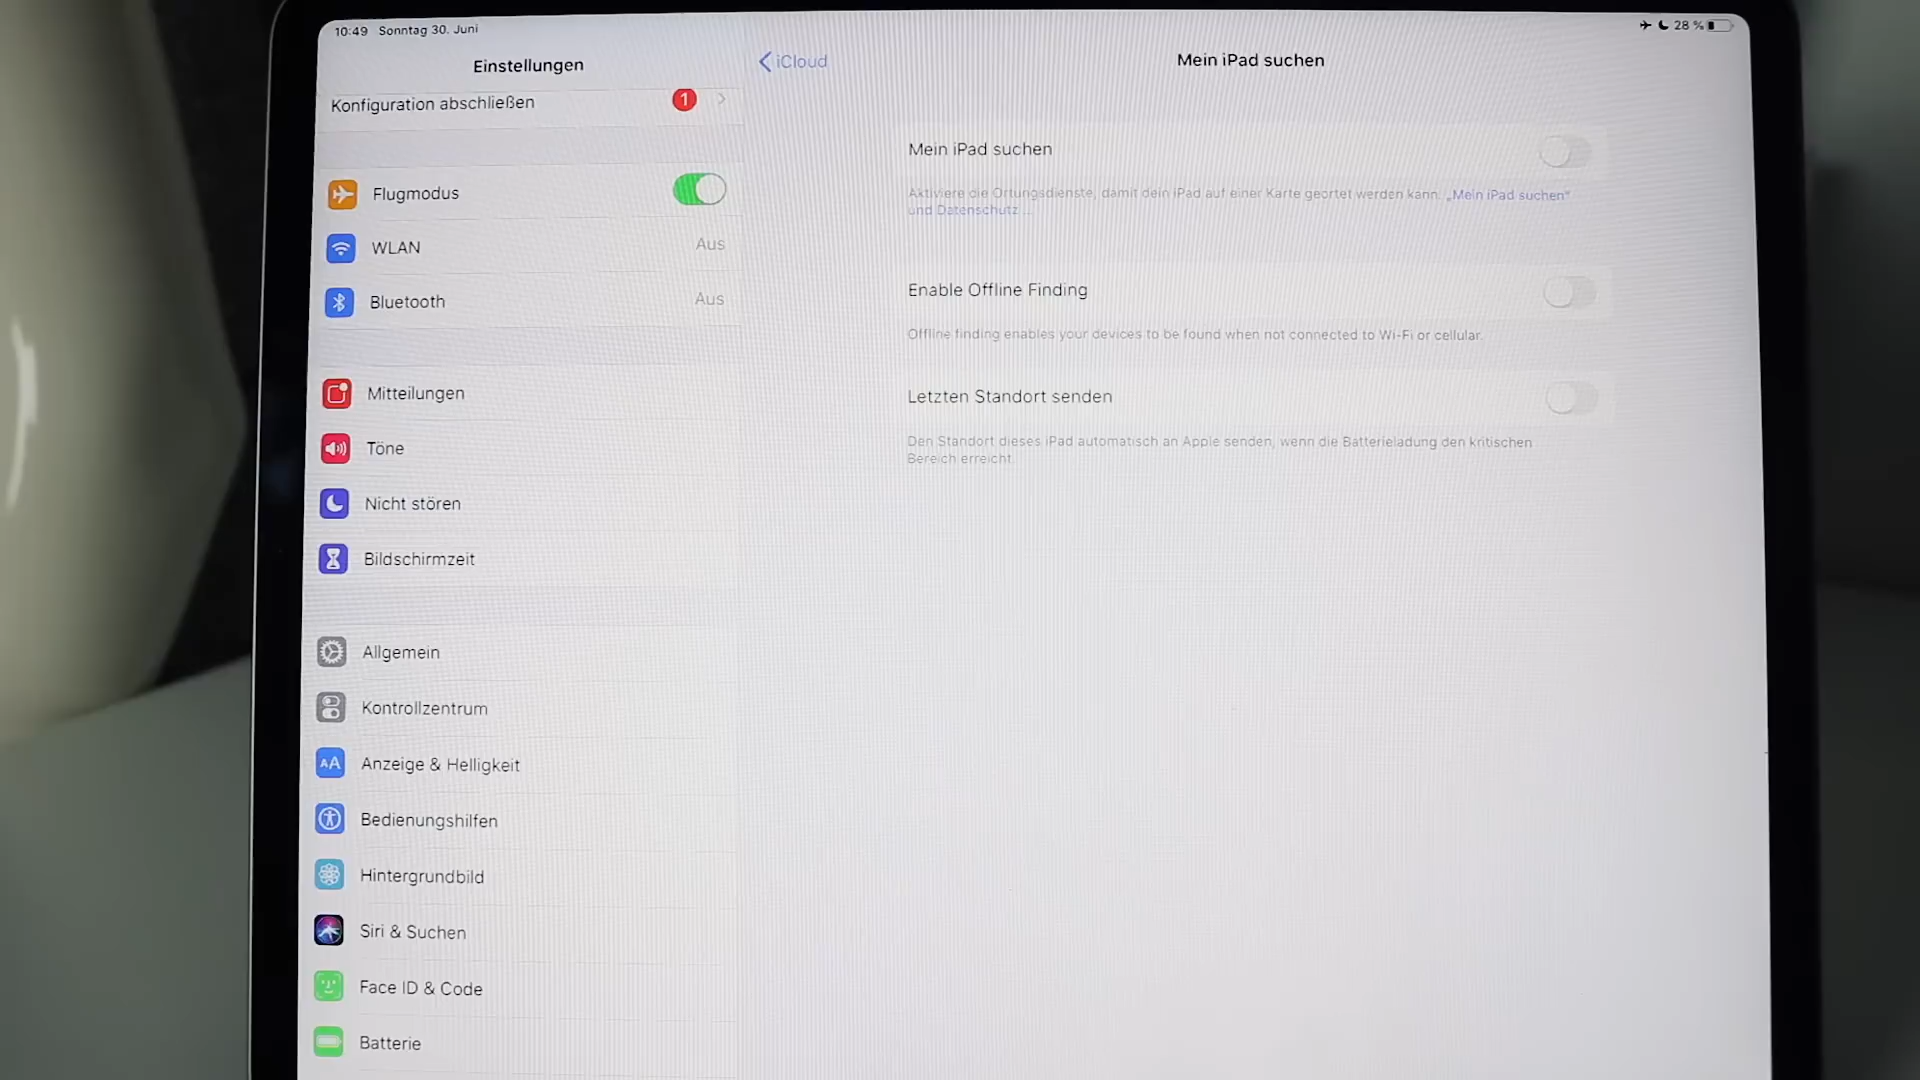 10:49 Sonntag 30. Juni
28 %
Einstellungen
Konfiguration abschließen
1
Flugmodus
WLAN
Aus
Bluetooth
Aus
Mitteilungen
Töne
Nicht stören
Bildschirmzeit
Allgemein
Kontrollzentrum
AA
Anzeige & Helligkeit
Bedienungshilfen
Hintergrundbild
Siri & Suchen
Face ID & Code
Batterie
iCloud
Mein iPad suchen
Mein iPad suchen
Aktiviere die Ortungsdienste, damit dein iPad auf einer Karte geortet werden kann. „Mein iPad suchen“
und Datenschutz ...
Enable Offline Finding
Offline finding enables your devices to be found when not connected to Wi-Fi or cellular.
Letzten Standort senden
Den Standort dieses iPad automatisch an Apple senden, wenn die Batterieladung den kritischen
Bereich erreicht.